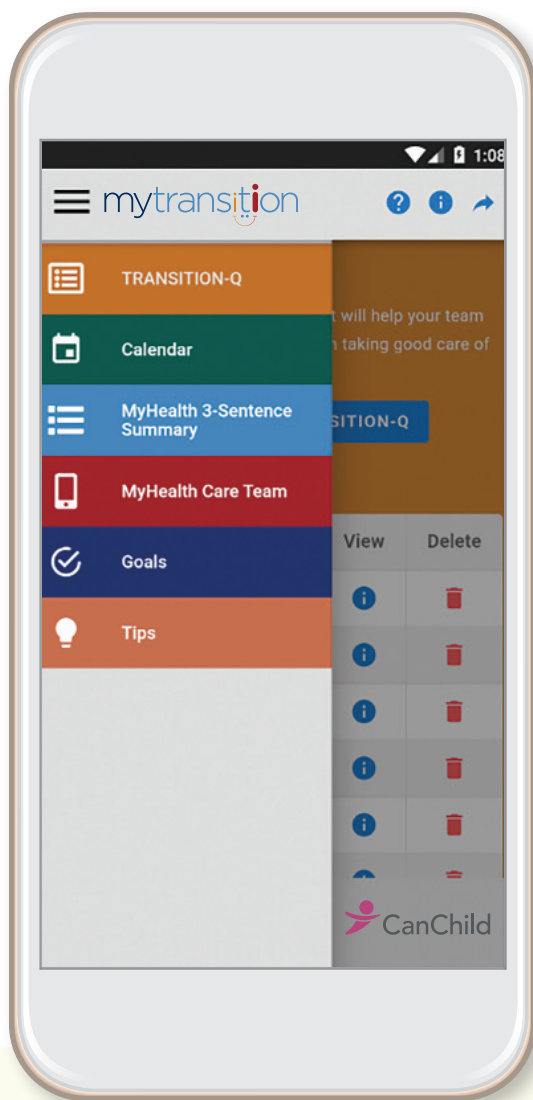 1:08
mytransition
TRANSITION-Q
will help your team
Calendar
taking good care of
MyHealth 3-Sentence
Summary
SITION-Q
MyHealth Care Team
View Delete
Goals
Tips
CanChild